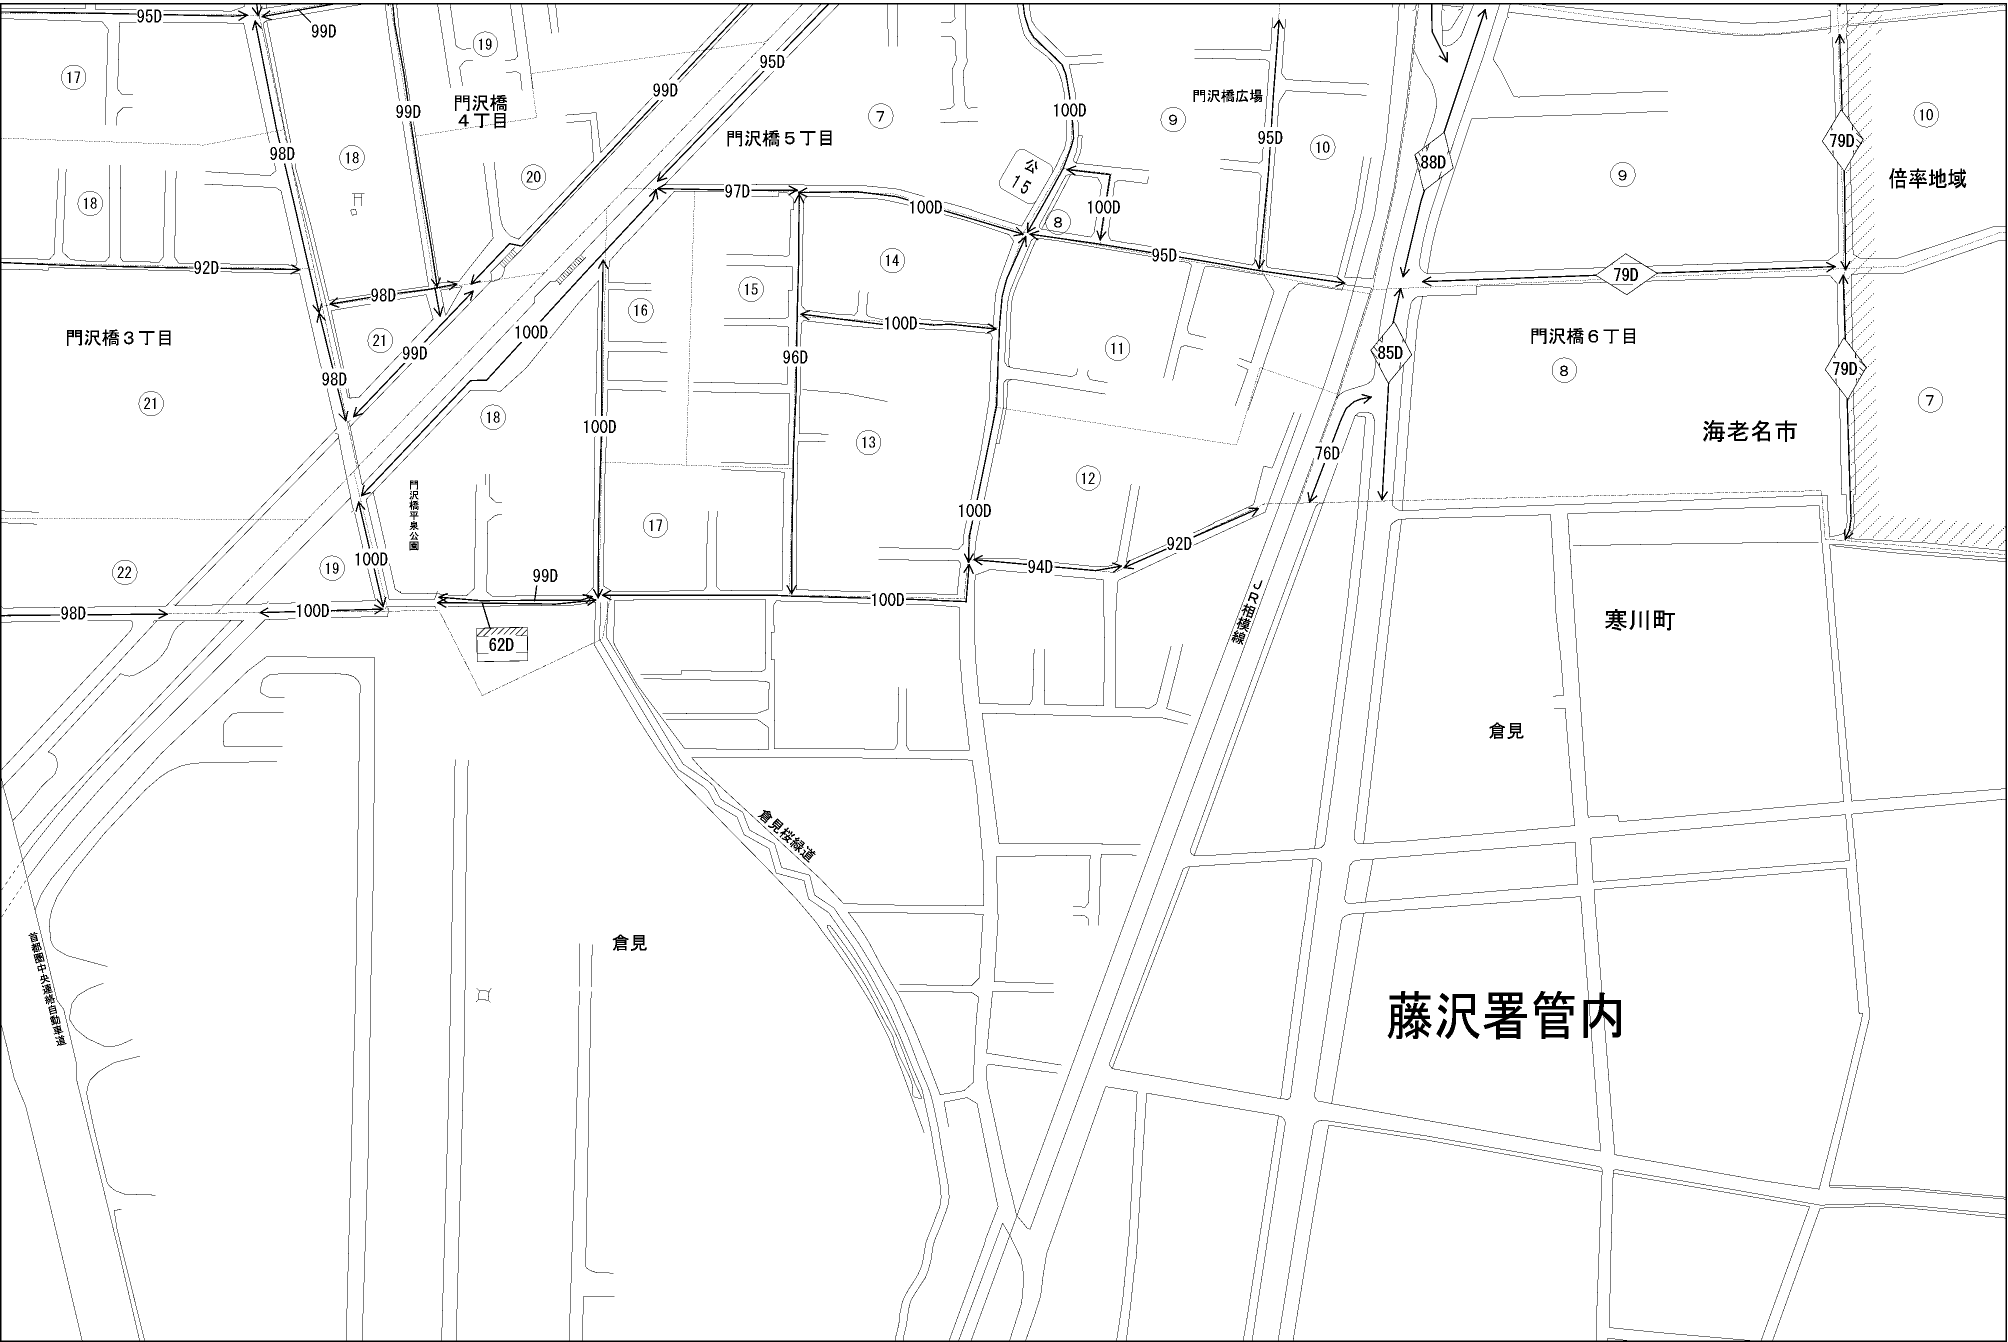 95D
99D
⑲
⑰
門沢橋
４丁目
99D
98D
⑱
⑱
⑳
99D
95D
⑦
門沢橋５丁目
100D
⑨
門沢橋広場
95D
⑩
88D
⑨
79D
⑩
倍率地域
公
15
97D
100D
⑧
100D
95D
92D
98D
⑭
⑮
⑯
79D
門沢橋３丁目
㉑
99D
100D
98D
96D
100D
⑪
85D
門沢橋６丁目
⑧
79D
㉑
⑱
100D
⑬
⑦
海老名市
76D
⑫
門沢橋平泉公園
⑰
100D
92D
㉒
⑲
100D
99D
94D
98D
100D
100D
62D
ＪＲ相模線
寒川町
倉見
倉見桜緑道
倉見
首都圏中央連絡自動車道
藤沢署管内